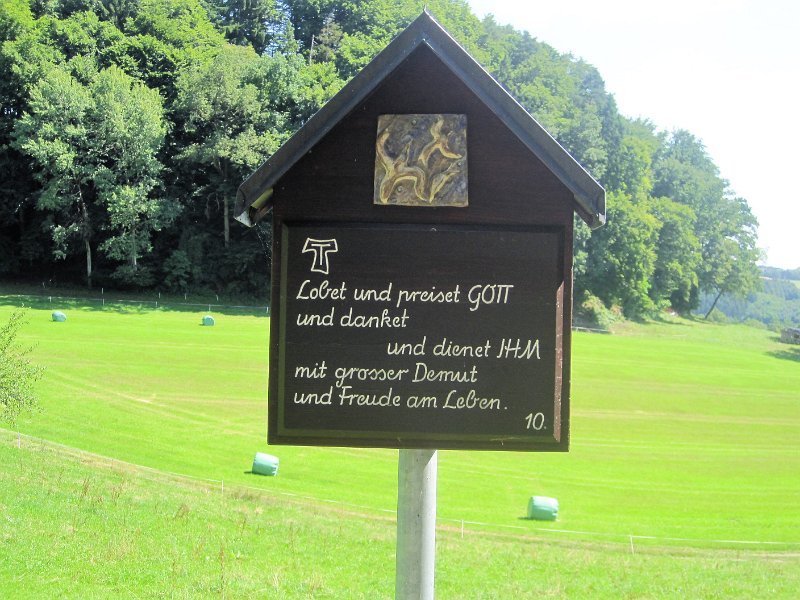 Lobet und preiset GOTT
und danket
und dienet IHM
mit grosser Demut
und Freude am Leben.
10.